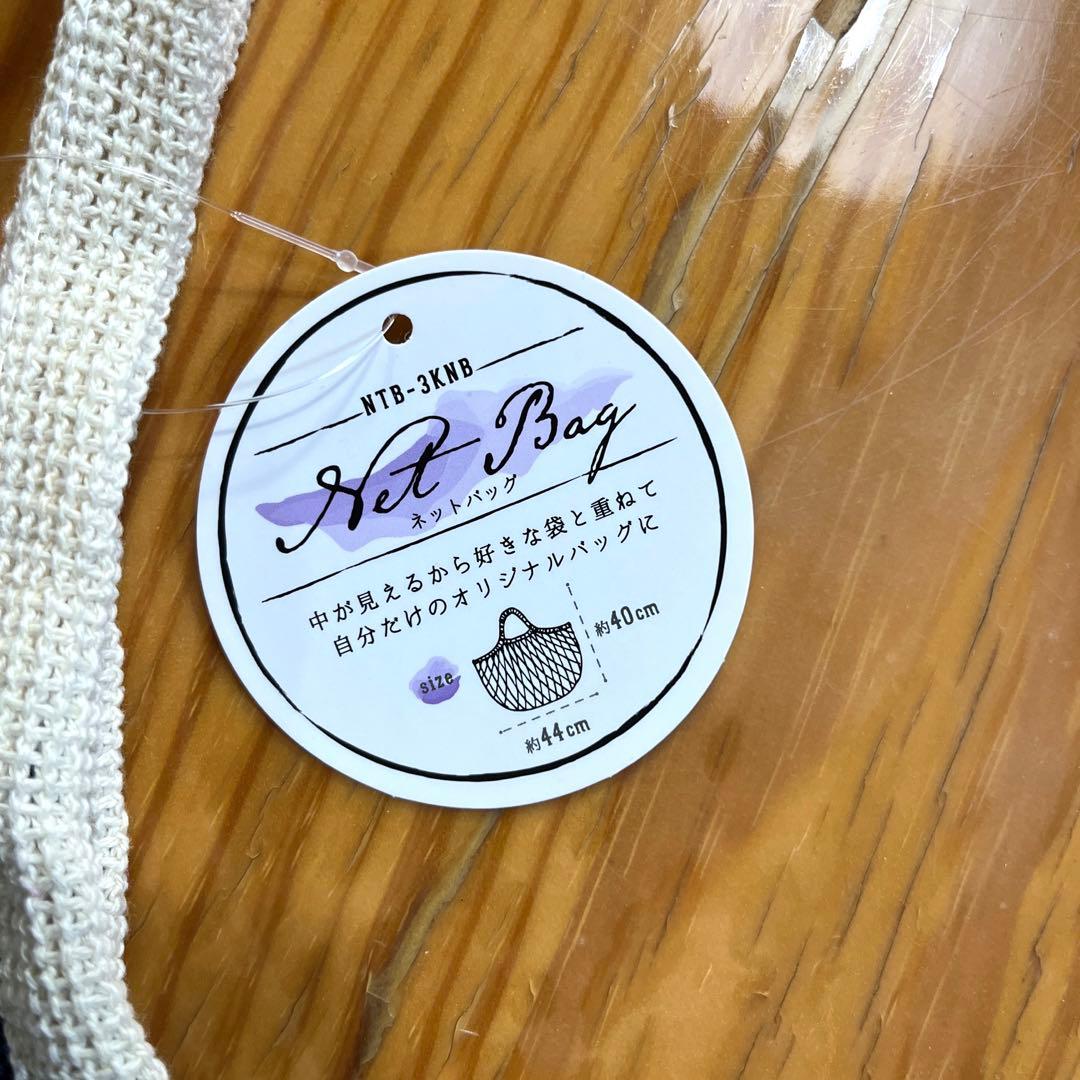 NTB-3KNB
Net Bag
ネットバッグ
中が見えるから好きな袋と重ねて
自分だけのオリジナルバッグに
size
約40cm
約44cm